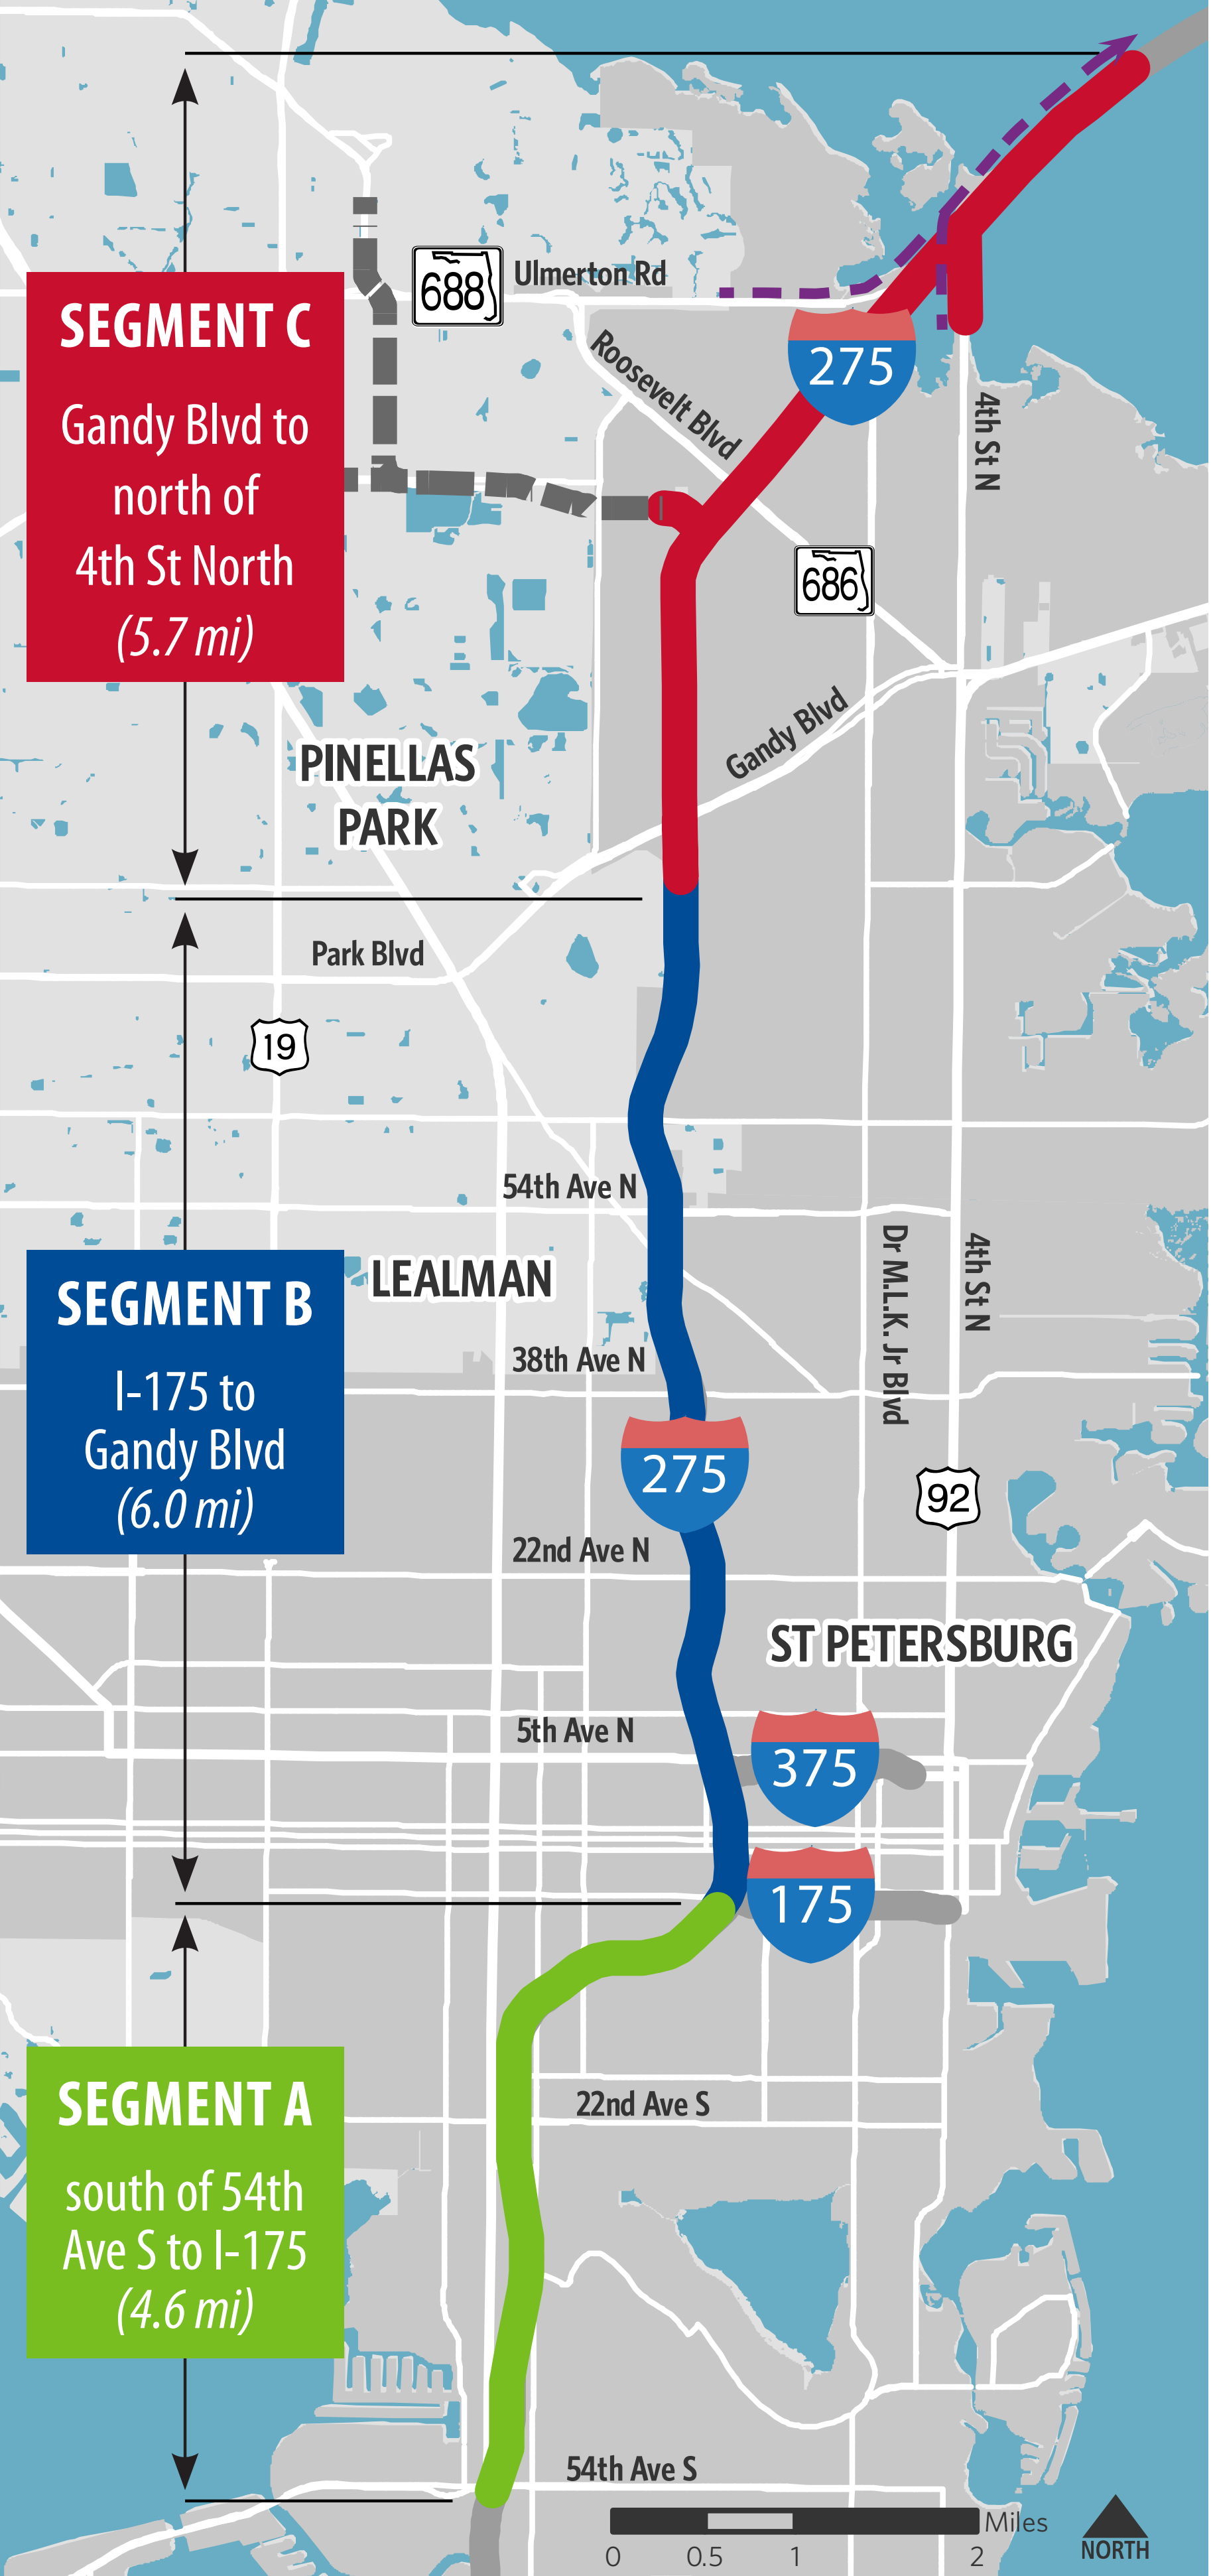 688
Ulmerton Rd
SEGMENT C
Gandy Blvd to
north of
4th St North
(5.7 mi)
Roosevelt Blvd
275
4th St N
686
Gandy Blvd
PINELLAS
PARK
Park Blvd
19
54th Ave N
LEALMAN
SEGMENT B
I-175 to
Gandy Blvd
(6.0 mi)
Dr M.L.K. Jr Blvd
4th St N
38th Ave N
275
92
22nd Ave N
ST PETERSBURG
5th Ave N
375
175
SEGMENT A
south of 54th
Ave S to I-175
(4.6 mi)
22nd Ave S
54th Ave S
Miles
0 0.5 1 2
NORTH